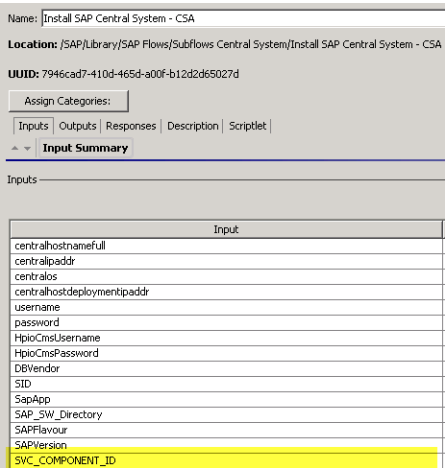 Name: Install SAP Central System - CSA
Location: /SAP/Library/SAP Flows/Subflows Central System/Install SAP Central System - CSA
UUID: 7946cad7-410d-465d-a00f-b12d2d65027d
Assign Categories:
Inputs Outputs Responses Description Scriptlet
Input Summary
Inputs
Input
centralhostnamefull
centralipaddr
centralos
centralhostdeploymentipaddr
username
password
HpioCmsUsername
HpioCmsPassword
DBVendor
SID
SapApp
SAP_SW_Directory
SAPFlavour
SAPVersion
SVC_COMPONENT_ID